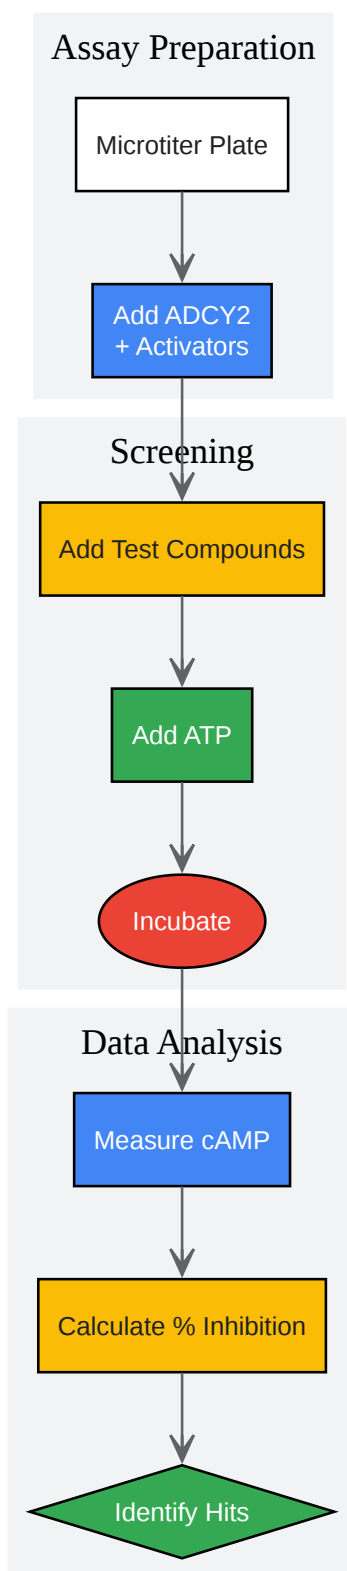 Assay Preparation
Microtiter Plate
Add ADCY2
+ Activators
Screening
Add Test Compounds
Add ATP
Incubate
Data Analysis
Measure cAMP
Calculate % Inhibition
Identify Hits